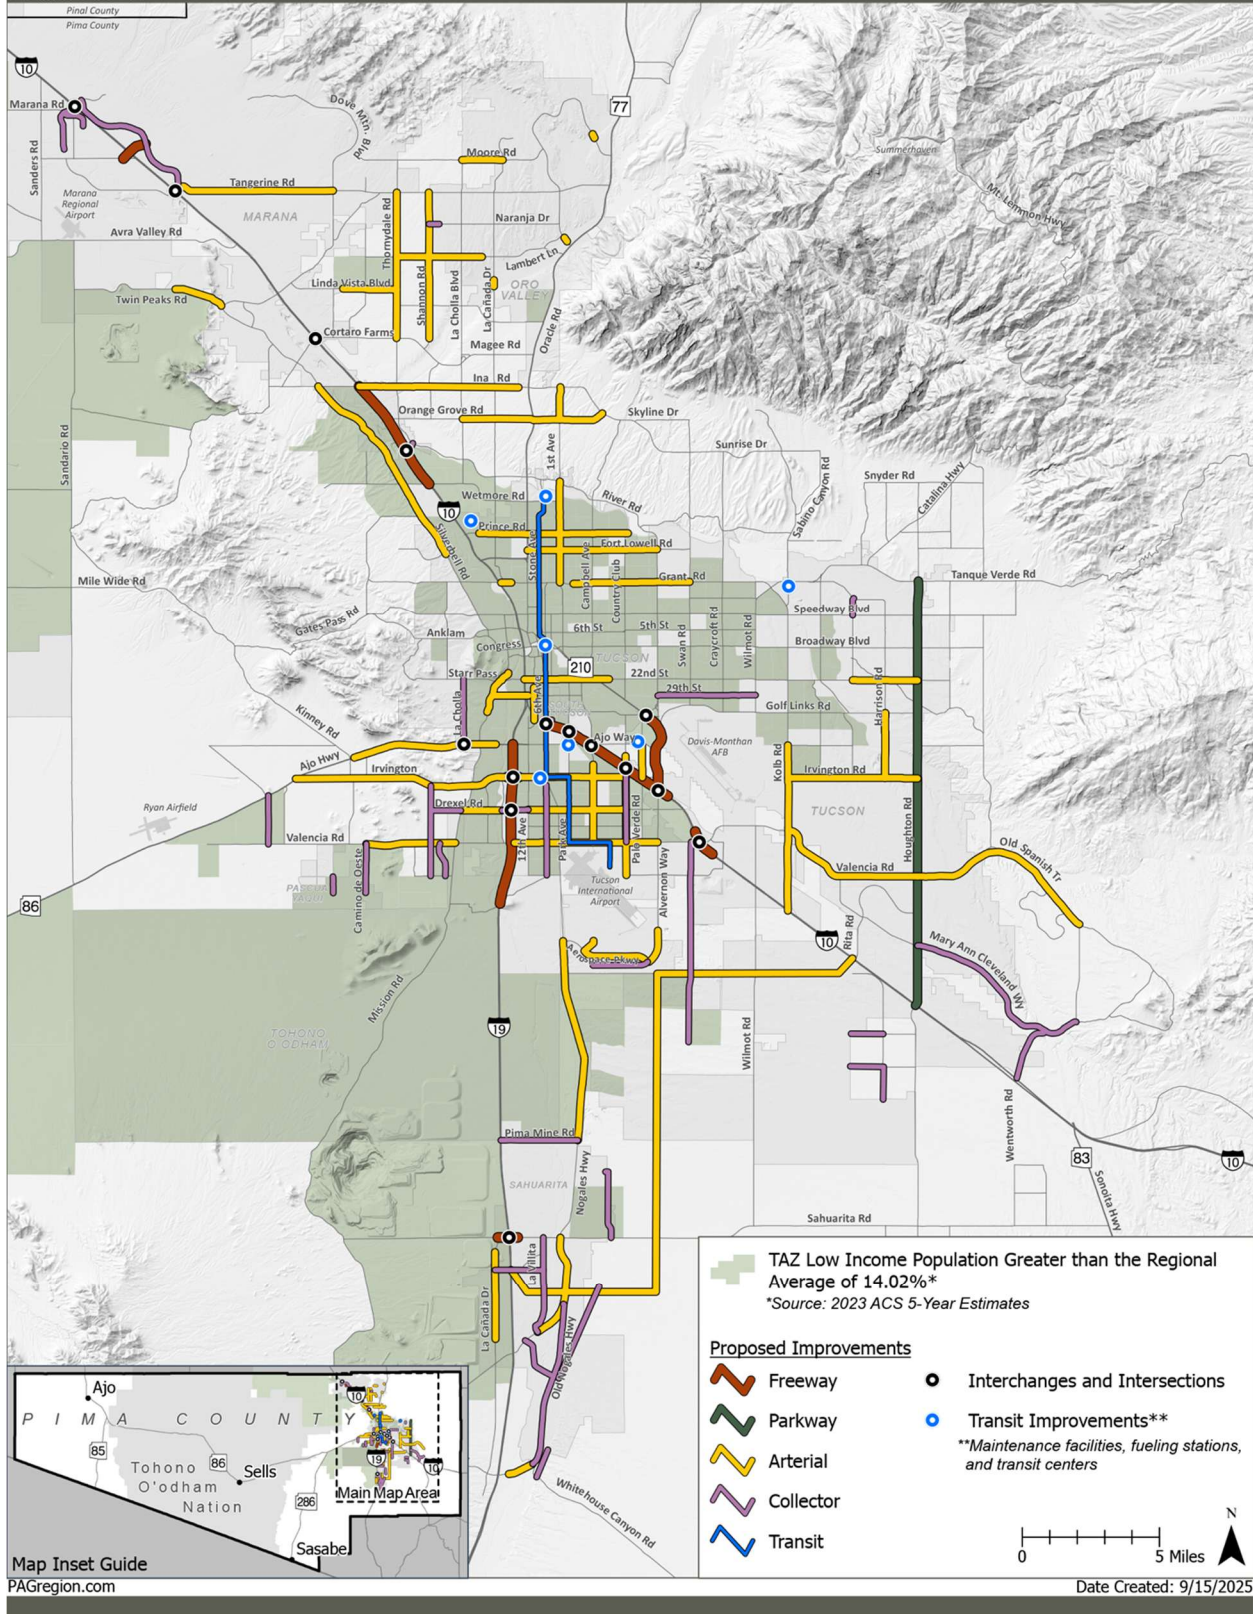 Pinal County
Pima County
10
77
Marana Rd
Dove Mtn. Blvd
Sanders Rd
Moore Rd
Summerhaven
Tangerine Rd
Mt. Lemmon Hwy
Marana
Regional
Airport
MARANA
Thornydale Rd
Naranja Dr
Avra Valley Rd
Lambert Ln
Linda Vista Blvd
Shannon Rd
La Cholla Blvd
La Cañada Dr
ORO
VALLEY
Twin Peaks Rd
Cortaro Farms
Magee Rd
Oracle Rd
Ina Rd
Orange Grove Rd
Skyline Dr
Sandario Rd
1st Ave
Sunrise Dr
Sabino Canyon Rd
Snyder Rd
Catalina Hwy
Wetmore Rd
River Rd
10
Prince Rd
Silverbell Rd
Stone Ave
Fort Lowell Rd
Campbell Ave
Country Club
Mile Wide Rd
Grant Rd
Tanque Verde Rd
Speedway Blvd
Gates Pass Rd
Anklam
6th St
5th St
Swan Rd
Craycroft Rd
Wilmot Rd
Broadway Blvd
Congress
TUCSON
210
Starr Pass
22nd St
29th St
6th Ave
Harrison Rd
La Cholla
Golf Links Rd
Kinney Rd
Ajo Way
Davis-Monthan
AFB
Ajo Hwy
Irvington
Kolb Rd
Irvington Rd
Ryan Airfield
Drexel Rd
TUCSON
Houghton Rd
Valencia Rd
12th Ave
Park Ave
Palo Verde Rd
Old Spanish Tr
Camino de Oeste
Valencia Rd
Tucson
International
Airport
Alvernon Way
86
Rita Rd
10
Mary Ann Cleveland Wy
Aerospace Pkwy
Mission Rd
19
TOHONO
O'ODHAM
Wilmot Rd
Wentworth Rd
Pima Mine Rd
83
10
SAHUARITA
Nogales Hwy
Sonoita Hwy
Sahuarita Rd
La Villita
La Cañada Dr
Old Nogales Hwy
Whitehouse Canyon Rd
TAZ Low Income Population Greater than the Regional
Average of 14.02%*
*Source: 2023 ACS 5-Year Estimates
Proposed Improvements
Freeway
Parkway
Arterial
Collector
Transit
Interchanges and Intersections
Transit Improvements**
**Maintenance facilities, fueling stations,
and transit centers
N
0 5 Miles
Ajo
PIMA COUNTY
10
85
86
Tohono
O'odham
Nation
Sells
19
10
286
Main Map Area
Sasabe
Map Inset Guide
PAGregion.com
Date Created: 9/15/2025